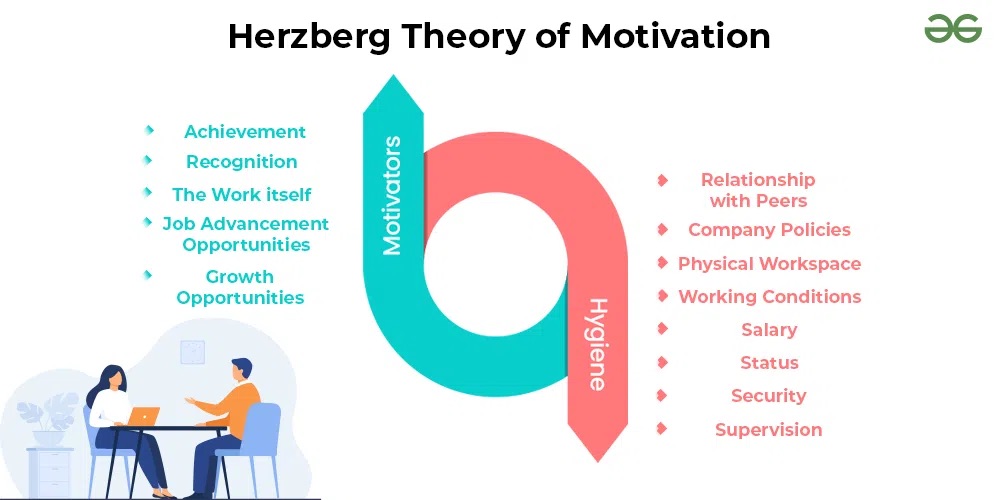 Herzberg Theory of Motivation
Achievement
Recognition
The Work itself
Job Advancement
Opportunities
Growth
Opportunities
Motivators
Hygiene
Relationship
with Peers
Company Policies
Physical Workspace
Working Conditions
Salary
Status
Security
Supervision